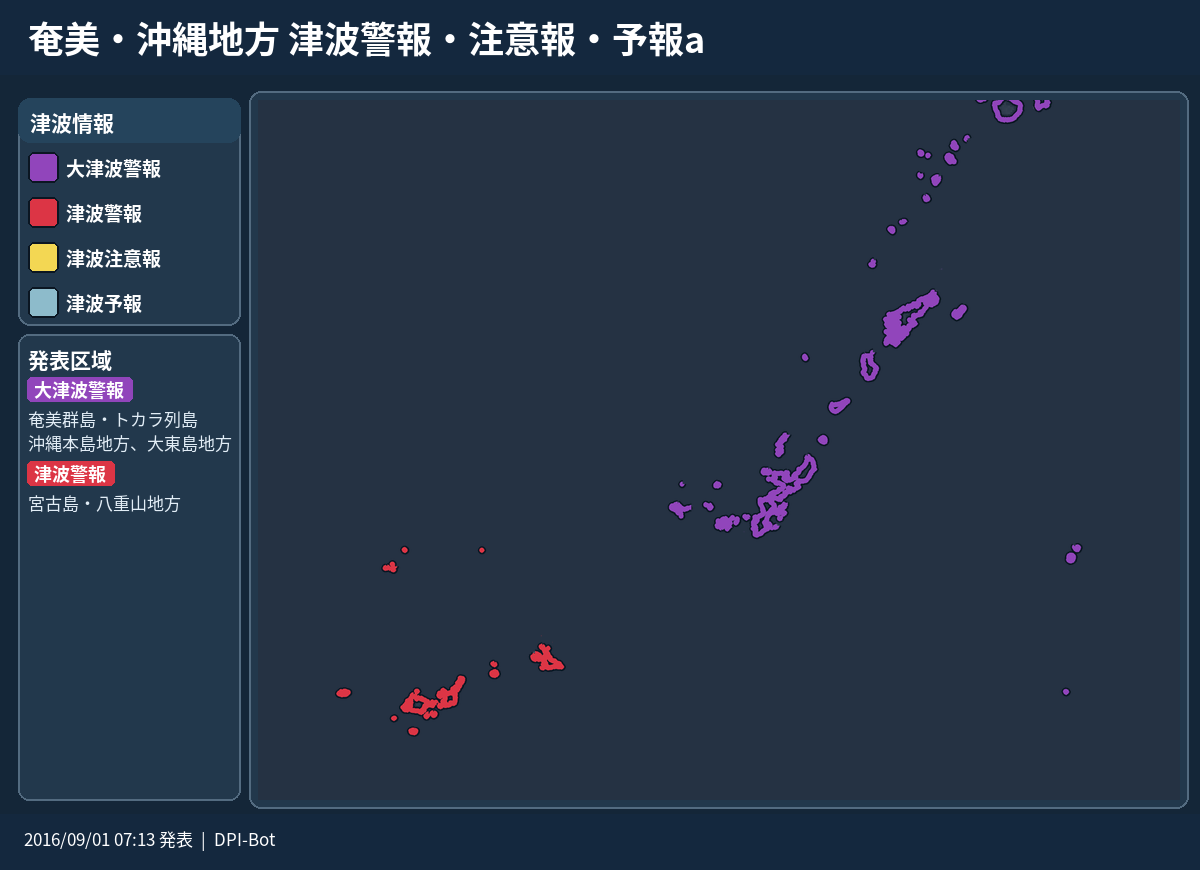 奄美・沖縄地方 津波警報・注意報・予報a
津波情報
大津波警報
津波警報
津波注意報
津波予報
発表区域
大津波警報
奄美群島・トカラ列島
沖縄本島地方、大東島地方
津波警報
宮古島・八重山地方
2016/09/01 07:13 発表 | DPI-Bot